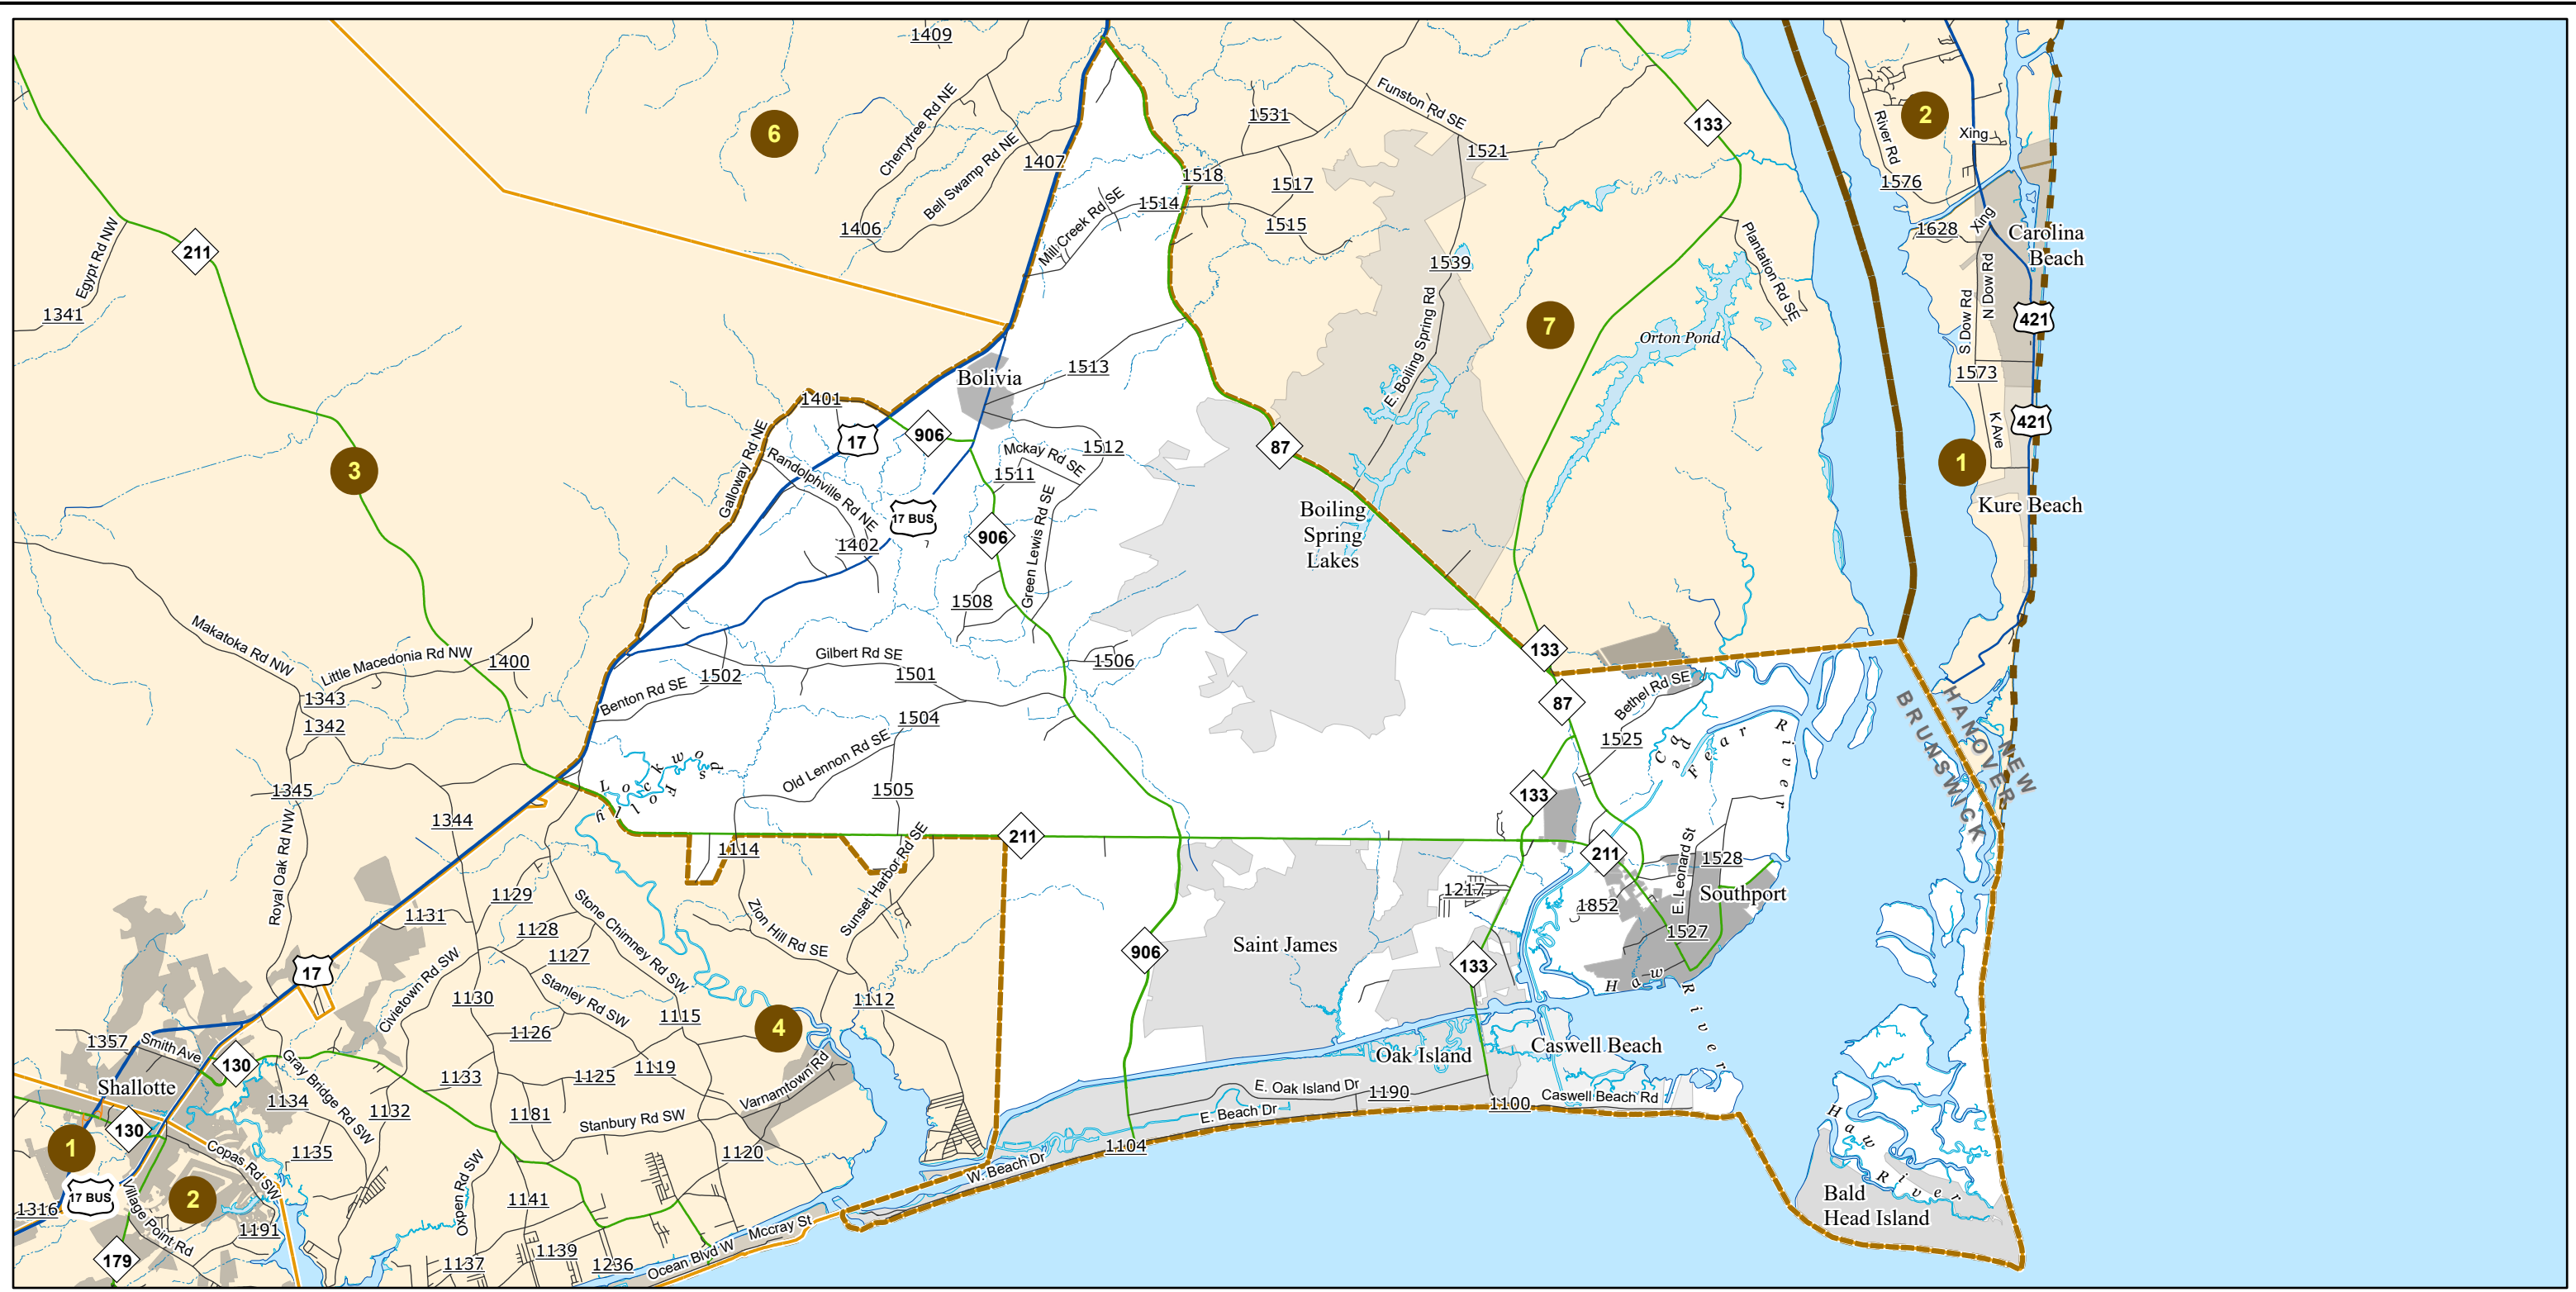 1409
6
Cherrytree Rd NE
Bell Swamp Rd NE
1407
1406
1518
1514
Mill Creek Rd SE
1531
1517
1515
Funston Rd SE
1521
133
2
River Rd
Xing
1576
1628
Xing
Carolina
Beach
Plantation Rd SE
211
Egypt Rd NW
1341
1539
E. Boiling Spring Rd
7
Orton Pond
S.Dow Rd
N Dow Rd
421
1573
K Ave
421
1
Kure Beach
Bolivia
1513
1401
17
906
Galloway Rd NE
Randolphville Rd NE
1402
17 BUS
Mckay Rd SE
1512
1511
906
Green Lewis Rd SE
1508
87
Boiling
Spring
Lakes
3
Makatoka Rd NW
Little Macedonia Rd NW
1400
1343
1342
1345
Royal Oak Rd NW
1344
Gilbert Rd SE
1501
1502
Benton Rd SE
1506
1504
Old Lennon Rd SE
1505
Lockwoods
Folly
133
87
Bethel Rd SE
1525
Cape
Fear
River
NEW
HANOVER
BRUNSWICK
133
211
1114
211
E. Leonard St
1528
Southport
1217
1852
1527
Haw
River
Sunset Harbor Rd SE
Zion Hill Rd SE
Stone Chimney Rd SW
1129
1131
1128
1127
Civietown Rd SW
1130
Stanley Rd SW
1126
1115
1112
4
906
Saint James
133
17
1357
Smith Ave
130
Shallotte
Gray Bridge Rd SW
1133
1125
1119
Varnamtown Rd
1134
1132
1181
Stanbury Rd SW
1120
1135
1
130
17 BUS
1316
2
Copas Rd SW
Village Point Rd
1191
179
Oxpen Rd SW
1141
1137
1139
1236
Ocean Blvd W
Mccray St
W. Beach Dr
1104
E. Beach Dr
E. Oak Island Dr
1190
Oak Island
Caswell Beach
1100
Caswell Beach Rd
Haw
River
Bald
Head Island